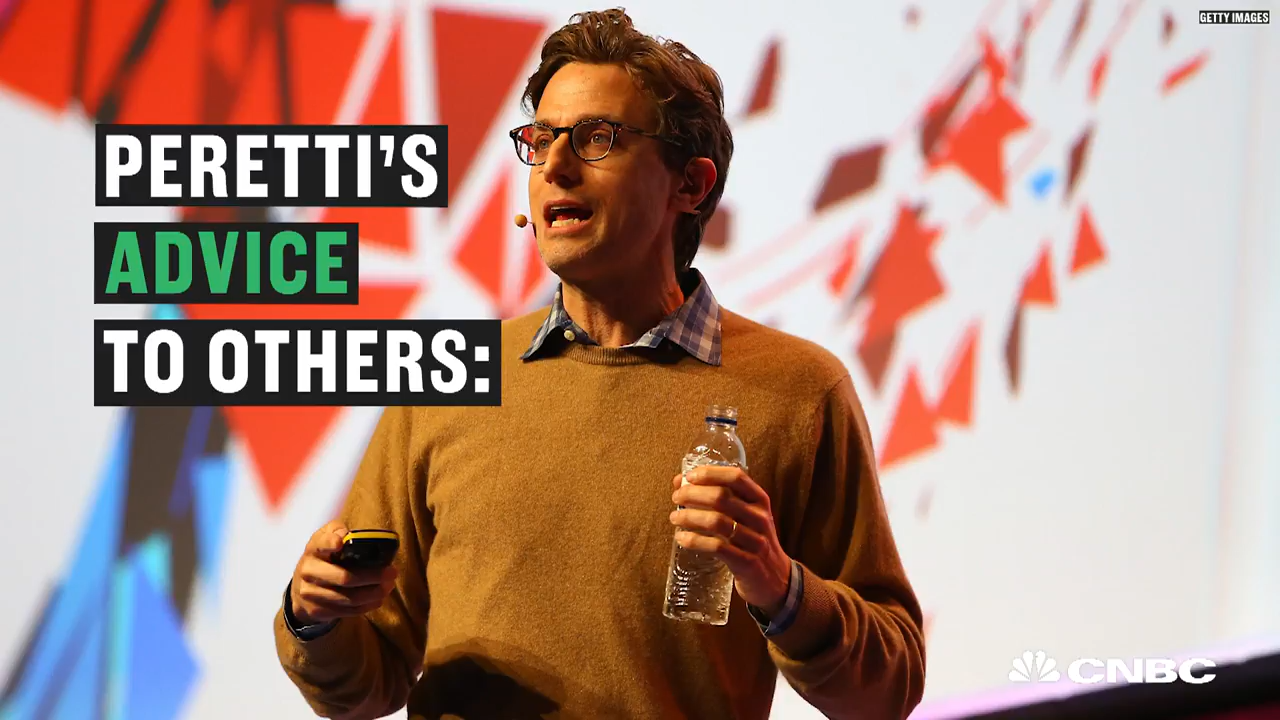 GETTY IMAGES
PERETTI'S
ADVICE
TO OTHERS:
CNBC